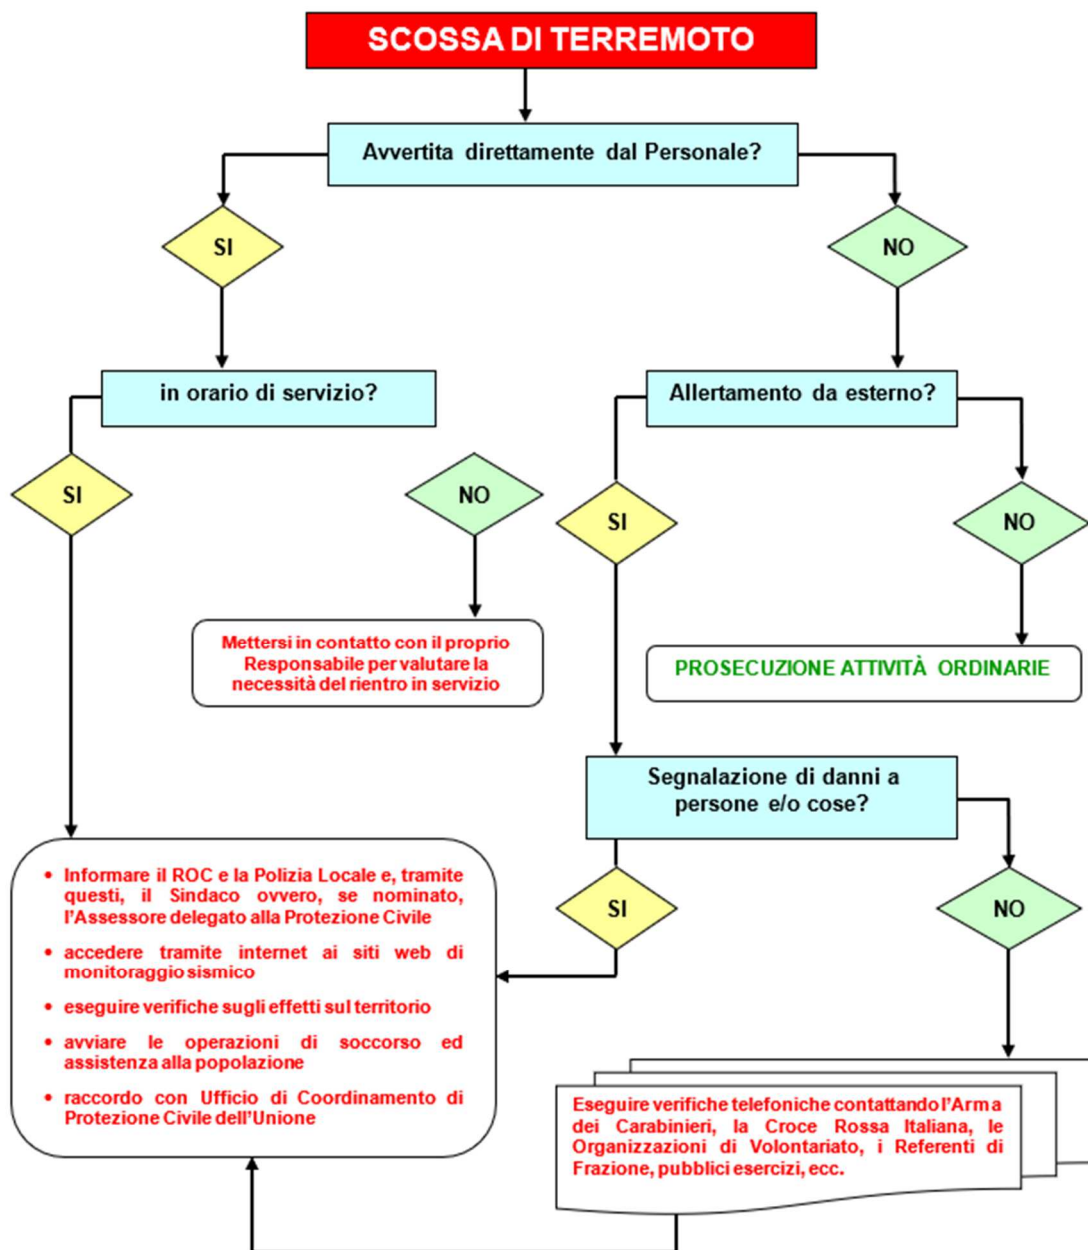 SCOSSA DI TERREMOTO
Avvertita direttamente dal Personale?
SI
NO
in orario di servizio?
Allertamento da esterno?
SI
NO
SI
NO
Mettersi in contatto con il proprio
Responsabile per valutare la
necessità del rientro in servizio
PROSECUZIONE ATTIVITÀ ORDINARIE
Segnalazione di danni a
persone e/o cose?
• Informare il ROC e la Polizia Locale e, tramite
questi, il Sindaco ovvero, se nominato,
l'Assessore delegato alla Protezione Civile
• accedere tramite internet ai siti web di
monitoraggio sismico
• eseguire verifiche sugli effetti sul territorio
• avviare le operazioni di soccorso ed
assistenza alla popolazione
• raccordo con Ufficio di Coordinamento di
Protezione Civile dell'Unione
SI
NO
Eseguire verifiche telefoniche contattando l'Arma
dei Carabinieri, la Croce Rossa Italiana, le
Organizzazioni di Volontariato, i Referenti di
Frazione, pubblici esercizi, ecc.